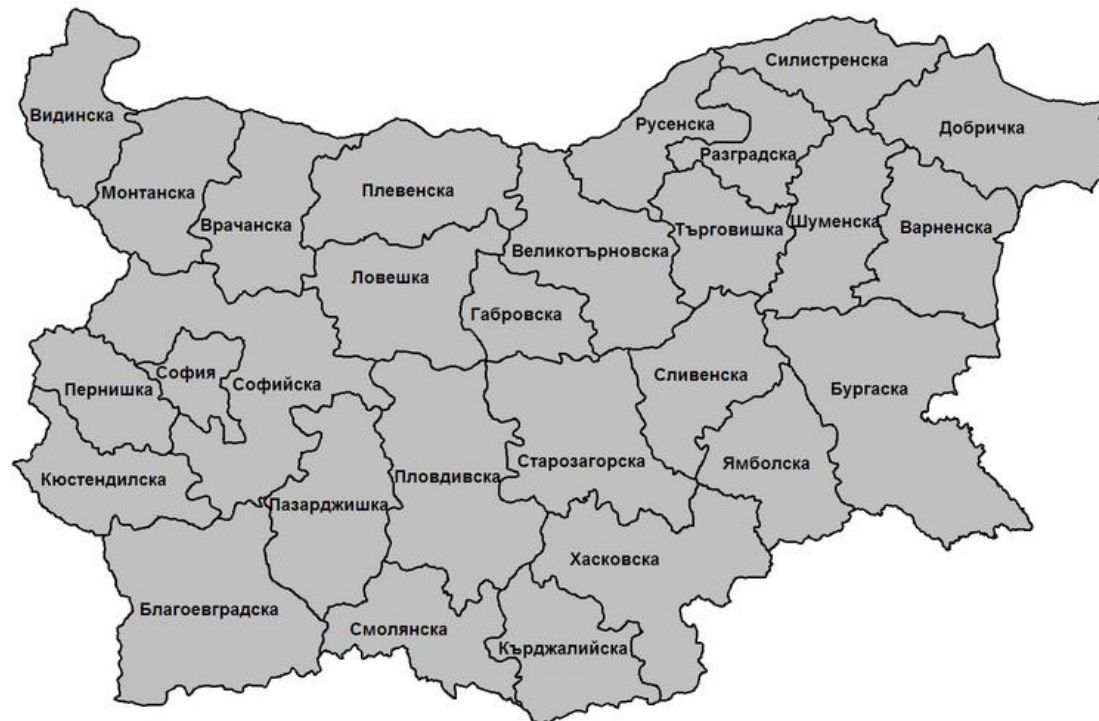 Силистренска
Видинска
Русенска
Добричка
Разградска
Плевенска
Монтанска
Врачанска
Търговишка
Шуменска
Варненска
Великотърновска
Ловешка
Габровска
София
Пернишка
Софийска
Сливенска
Бургаска
Старозагорска
Ямболска
Кюстендилска
Пловдивска
Пазарджишка
Хасковска
Благоевградска
Смолянска
Кърджалийска